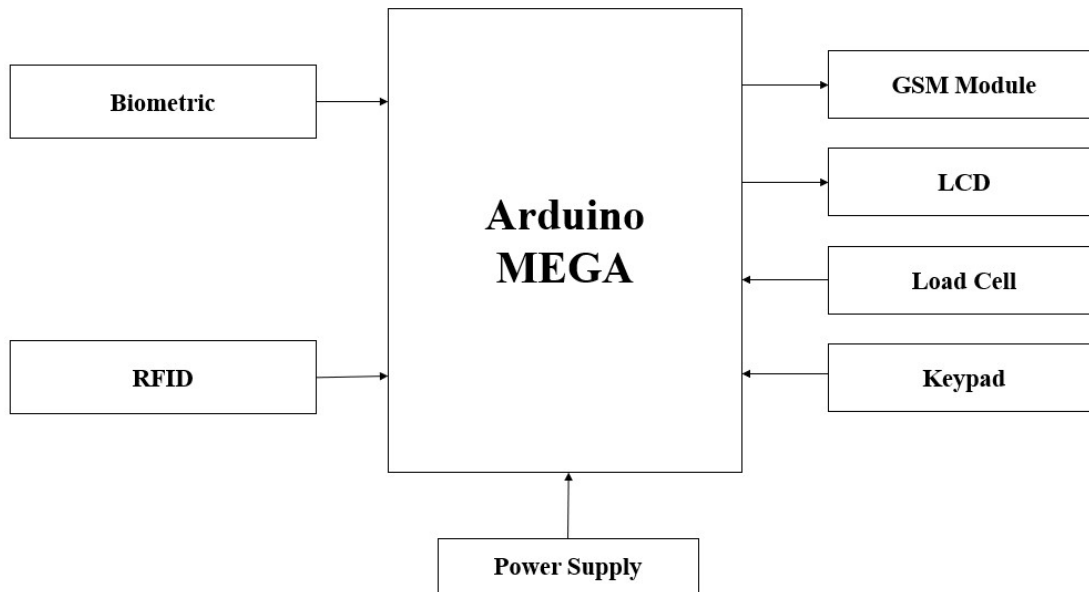 Biometric
RFID
Arduino
MEGA
GSM Module
LCD
Load Cell
Keypad
Power Supply